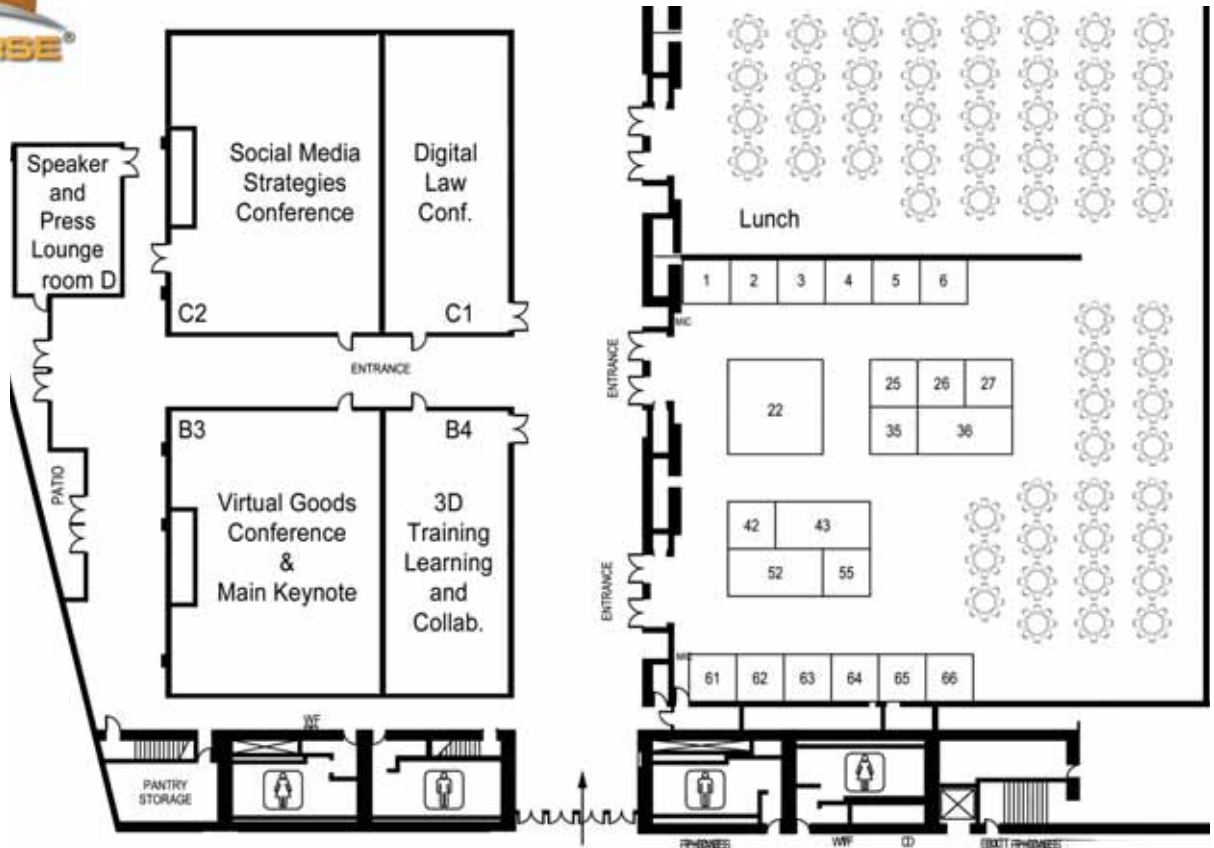 RSE®
Speaker
and
Press
Lounge
room D
Social Media
Strategies
Conference
C2
Digital
Law
Conf.
C1
ENTRANCE
B3
Virtual Goods
Conference
&
Main Keynote
B4
3D
Training
Learning
and
Collab.
PATIO
PANTRY
STORAGE
Lunch
1 2 3 4 5 6
ENTRANCE
22
25 26 27
35 36
42 43
52 55
ENTRANCE
61 62 63 64 65 66